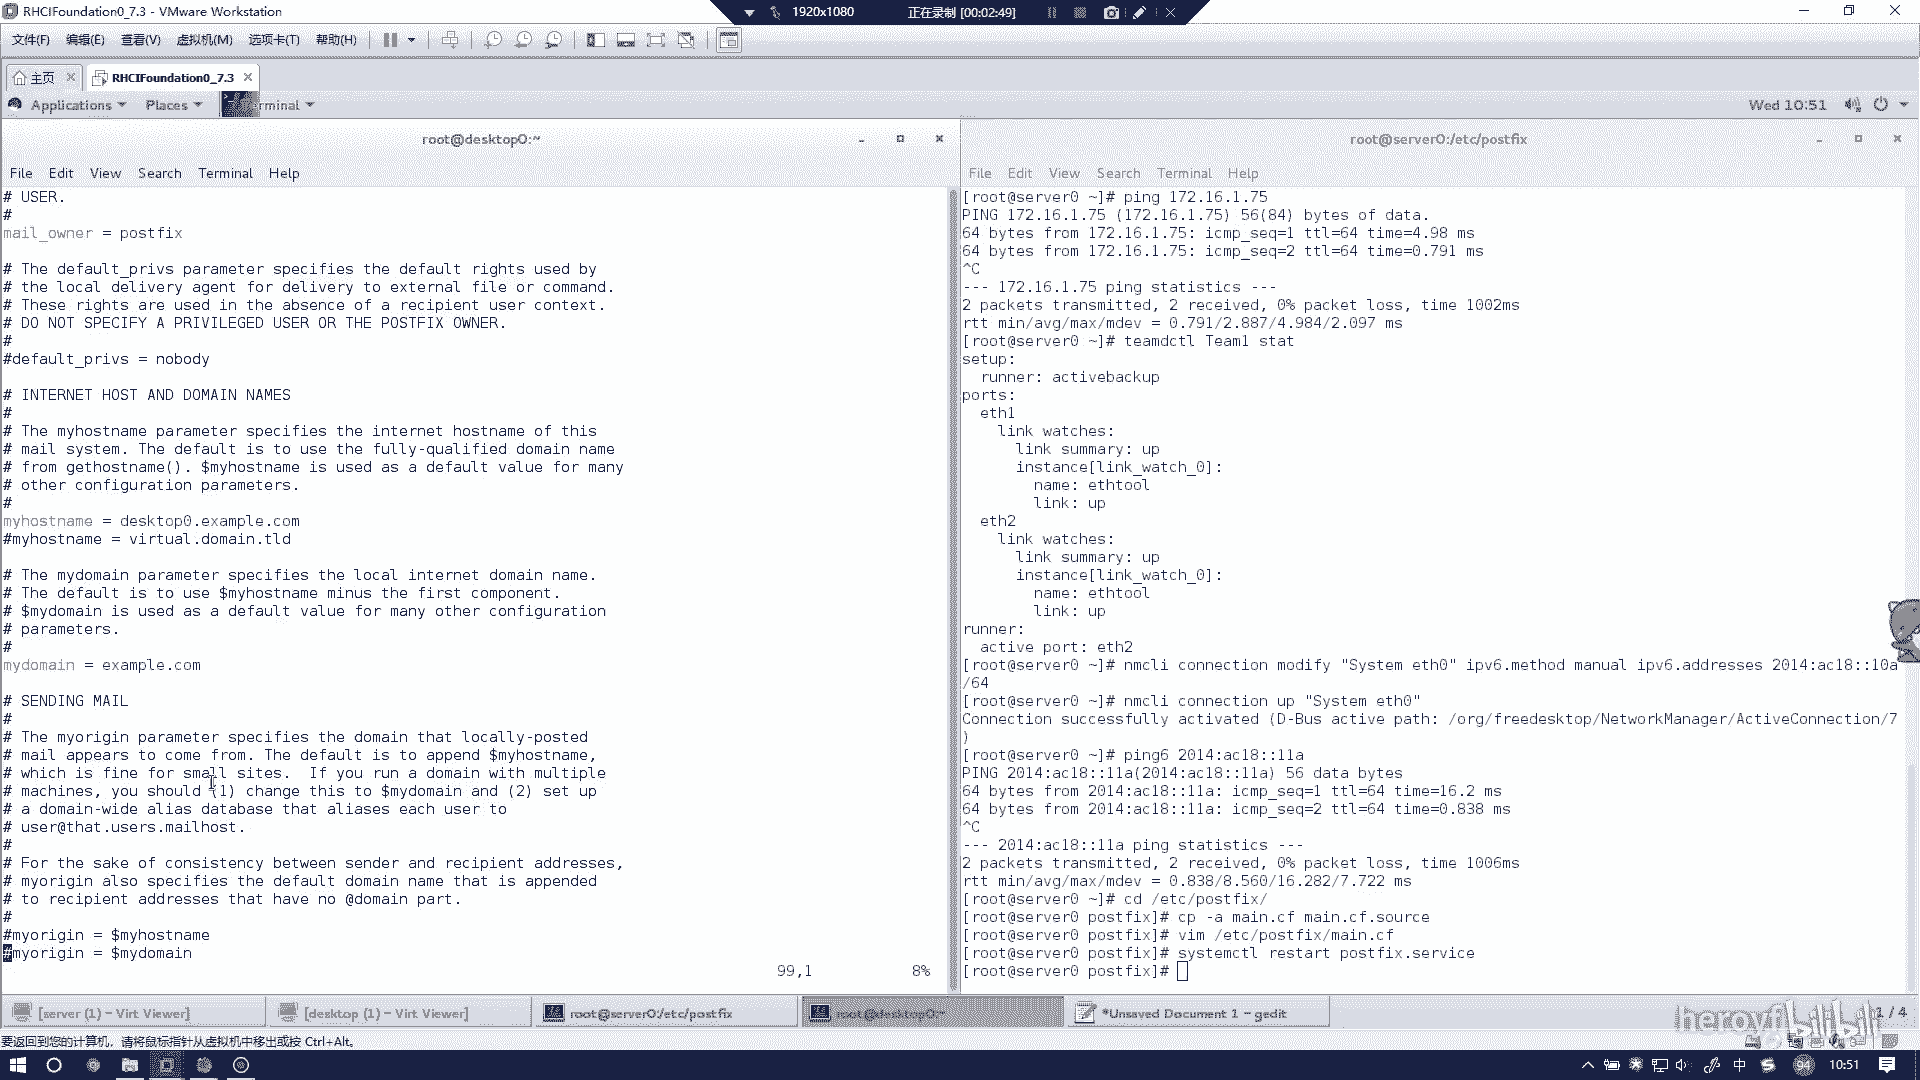 RHCIFoundation0_7.3 - VMware Workstation
1920x1080
正在录制 [00:02:49]
文件(F) 编辑(E) 查看(V) 虚拟机(M) 选项卡(T) 帮助(H)
主页
RHCIFoundation0_7.3
Applications Places Terminal
Wed 10:51
root@desktop0:~
File Edit View Search Terminal Help
# USER.
#
mail_owner = postfix
# The default_privs parameter specifies the default rights used by
# the local delivery agent for delivery to external file or command.
# These rights are used in the absence of a recipient user context.
# DO NOT SPECIFY A PRIVILEGED USER OR THE POSTFIX OWNER.
#
#default_privs = nobody
# INTERNET HOST AND DOMAIN NAMES
#
# The myhostname parameter specifies the internet hostname of this
# mail system. The default is to use the fully-qualified domain name
# from gethostname(). $myhostname is used as a default value for many
# other configuration parameters.
#
myhostname = desktop0.example.com
#myhostname = virtual.domain.tld
# The mydomain parameter specifies the local internet domain name.
# The default is to use $myhostname minus the first component.
# $mydomain is used as a default value for many other configuration
# parameters.
#
mydomain = example.com
# SENDING MAIL
#
# The myorigin parameter specifies the domain that locally-posted
# mail appears to come from. The default is to append $myhostname,
# which is fine for small sites.  If you run a domain with multiple
# machines, you should (1) change this to $mydomain and (2) set up
# a domain-wide alias database that aliases each user to
# user@that.users.mailhost.
#
# For the sake of consistency between sender and recipient addresses,
# myorigin also specifies the default domain name that is appended
# to recipient addresses that have no @domain part.
#
#myorigin = $myhostname
#myorigin = $mydomain
99,1 8%
root@server0:/etc/postfix
File Edit View Search Terminal Help
[root@server0 ~]# ping 172.16.1.75
PING 172.16.1.75 (172.16.1.75) 56(84) bytes of data.
64 bytes from 172.16.1.75: icmp_seq=1 ttl=64 time=4.98 ms
64 bytes from 172.16.1.75: icmp_seq=2 ttl=64 time=0.791 ms
^C
--- 172.16.1.75 ping statistics ---
2 packets transmitted, 2 received, 0% packet loss, time 1002ms
rtt min/avg/max/mdev = 0.791/2.887/4.984/2.097 ms
[root@server0 ~]# teamdctl Team1 stat
setup:
runner: activebackup
ports:
eth1
link watches:
link summary: up
instance[link_watch_0]:
name: ethtool
link: up
eth2
link watches:
link summary: up
instance[link_watch_0]:
name: ethtool
link: up
runner:
active port: eth2
[root@server0 ~]# nmcli connection modify "System eth0" ipv6.method manual ipv6.addresses 2014:ac18::10a
/64
[root@server0 ~]# nmcli connection up "System eth0"
Connection successfully activated (D-Bus active path: /org/freedesktop/NetworkManager/ActiveConnection/7
)
[root@server0 ~]# ping6 2014:ac18::11a
PING 2014:ac18::11a(2014:ac18::11a) 56 data bytes
64 bytes from 2014:ac18::11a: icmp_seq=1 ttl=64 time=16.2 ms
64 bytes from 2014:ac18::11a: icmp_seq=2 ttl=64 time=0.838 ms
^C
--- 2014:ac18::11a ping statistics ---
2 packets transmitted, 2 received, 0% packet loss, time 1006ms
rtt min/avg/max/mdev = 0.838/8.560/16.282/7.722 ms
[root@server0 ~]# cd /etc/postfix/
[root@server0 postfix]# cp -a main.cf main.cf.source
[root@server0 postfix]# vim /etc/postfix/main.cf
[root@server0 postfix]# systemctl restart postfix.service
[root@server0 postfix]#
[server (1) - Virt Viewer]
[desktop (1) - Virt Viewer]
root@server0:/etc/postfix
root@desktop0:~
*Unsaved Document 1 - gedit
1 / 4
要返回到您的计算机，请将鼠标指针从虚拟机中移出或按 Ctrl+Alt。
中
94
10:51